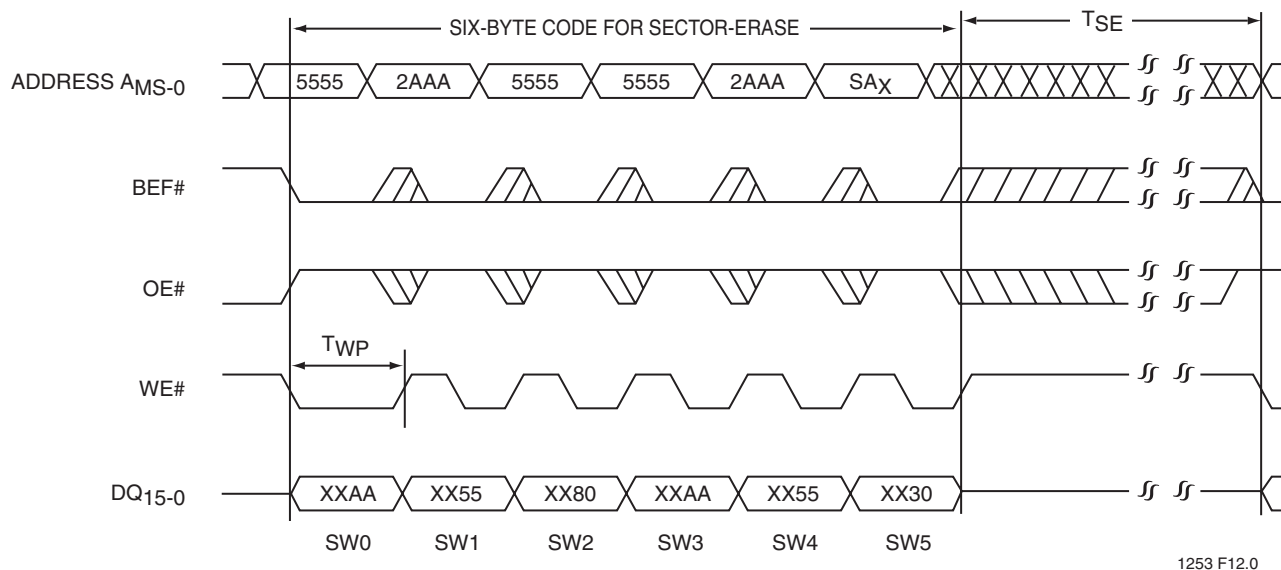 SIX-BYTE CODE FOR SECTOR-ERASE
TSE
ADDRESS AMS-0
5555 2AAA 5555 5555 2AAA SAX
BEF#
OE#
TWP
WE#
DQ15-0
XXAA XX55 XX80 XXAA XX55 XX30
SW0 SW1 SW2 SW3 SW4 SW5
1253 F12.0